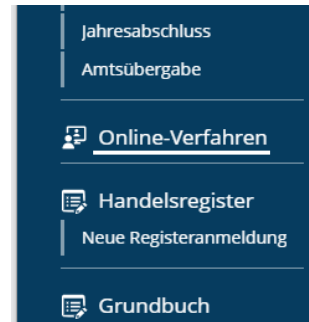 Jahresabschluss
Amtsübergabe
Online-Verfahren
Handelsregister
Neue Registeranmeldung
Grundbuch